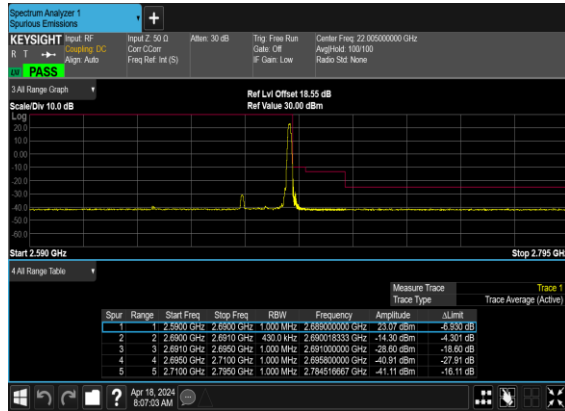 Spectrum Analyzer 1
Spurious Emissions
+
KEYSIGHT Input: RF Input Z: 50 Ω Atten: 30 dB Trig: Free Run Center Freq: 22.005000000 GHz
R T Coupling: DC Corr CCorr Gate: Off Avg|Hold: 100/100
Align: Auto Freq Ref: Int (S) IF Gain: Low Radio Std: None
LW PASS
3 All Range Graph
Ref Lvl Offset 18.55 dB
Scale/Div 10.0 dB Ref Value 30.00 dBm
Log
20.0
10.0
0.00
-10.0
-20.0
-30.0
-40.0
-50.0
-60.0
Start 2.590 GHz Stop 2.795 GH
4 All Range Table
Measure Trace Trace 1
Trace Type Trace Average (Active)
Spur Range Start Freq Stop Freq RBW Frequency Amplitude ΔLimit
1 1 2.5900 GHz 2.6900 GHz 1.000 MHz 2.689000000 GHz 23.07 dBm -6.930 dB
2 2 2.6900 GHz 2.6910 GHz 430.0 kHz 2.690018333 GHz -14.30 dBm -4.301 dB
3 3 2.6910 GHz 2.6950 GHz 1.000 MHz 2.691000000 GHz -28.60 dBm -18.60 dB
4 4 2.6950 GHz 2.7100 GHz 1.000 MHz 2.695800000 GHz -40.91 dBm -27.91 dB
5 5 2.7100 GHz 2.7950 GHz 1.000 MHz 2.784516667 GHz -41.11 dBm -16.11 dB
? Apr 18, 2024
8:07:03 AM